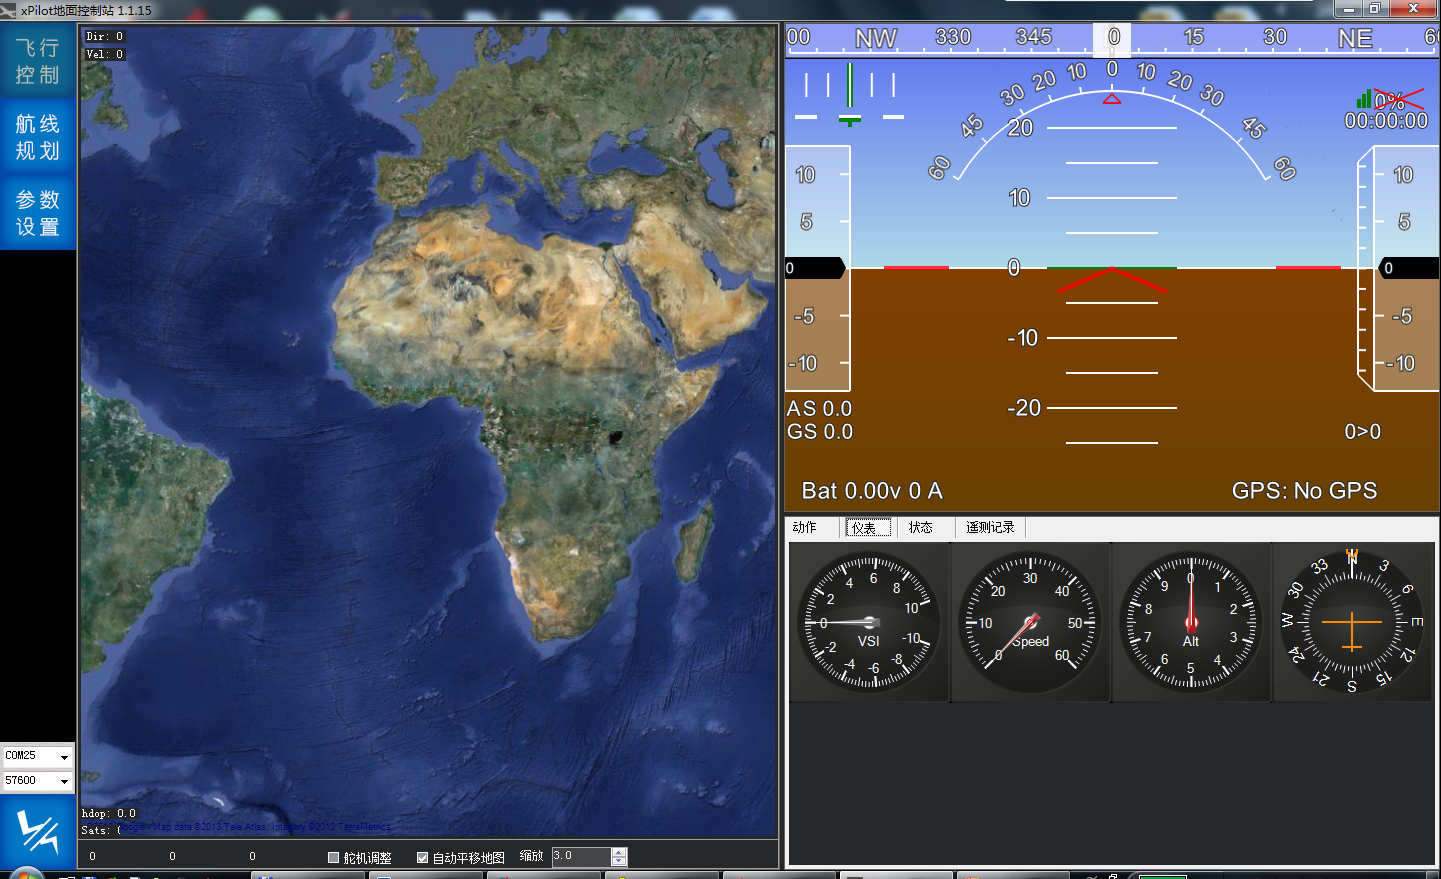 xPilot地面控制站 1.1.15
飞行
控制
航线
规划
参数
设置
COM25
57600
Dir: 0
Vel: 0
hdop: 0.0
Sats: (
Google - Map data ©2013 Tele Atlas, Imagery ©2013 TerraMetrics
0 0 0
舵机调整
自动平移地图
缩放 3.0
00 NW 330 345 0 15 30 NE 60
60 45 30 20 10 0 10 20 30 45 60
0%
00:00:00
10
5
0
-5
-10
20
10
0
-10
-20
10
5
0
-5
-10
AS 0.0
GS 0.0
0>0
Bat 0.00v 0 A
GPS: No GPS
动作 仪表 状态 遥测记录
0 2 4 6 8 10 -10 -8 -6 -4 -2
VSI
0 10 20 30 40 50 60
Speed
0 1 2 3 4 5 6 7 8 9
Alt
N 3 6 E 12 15 S 21 24 W 30 33